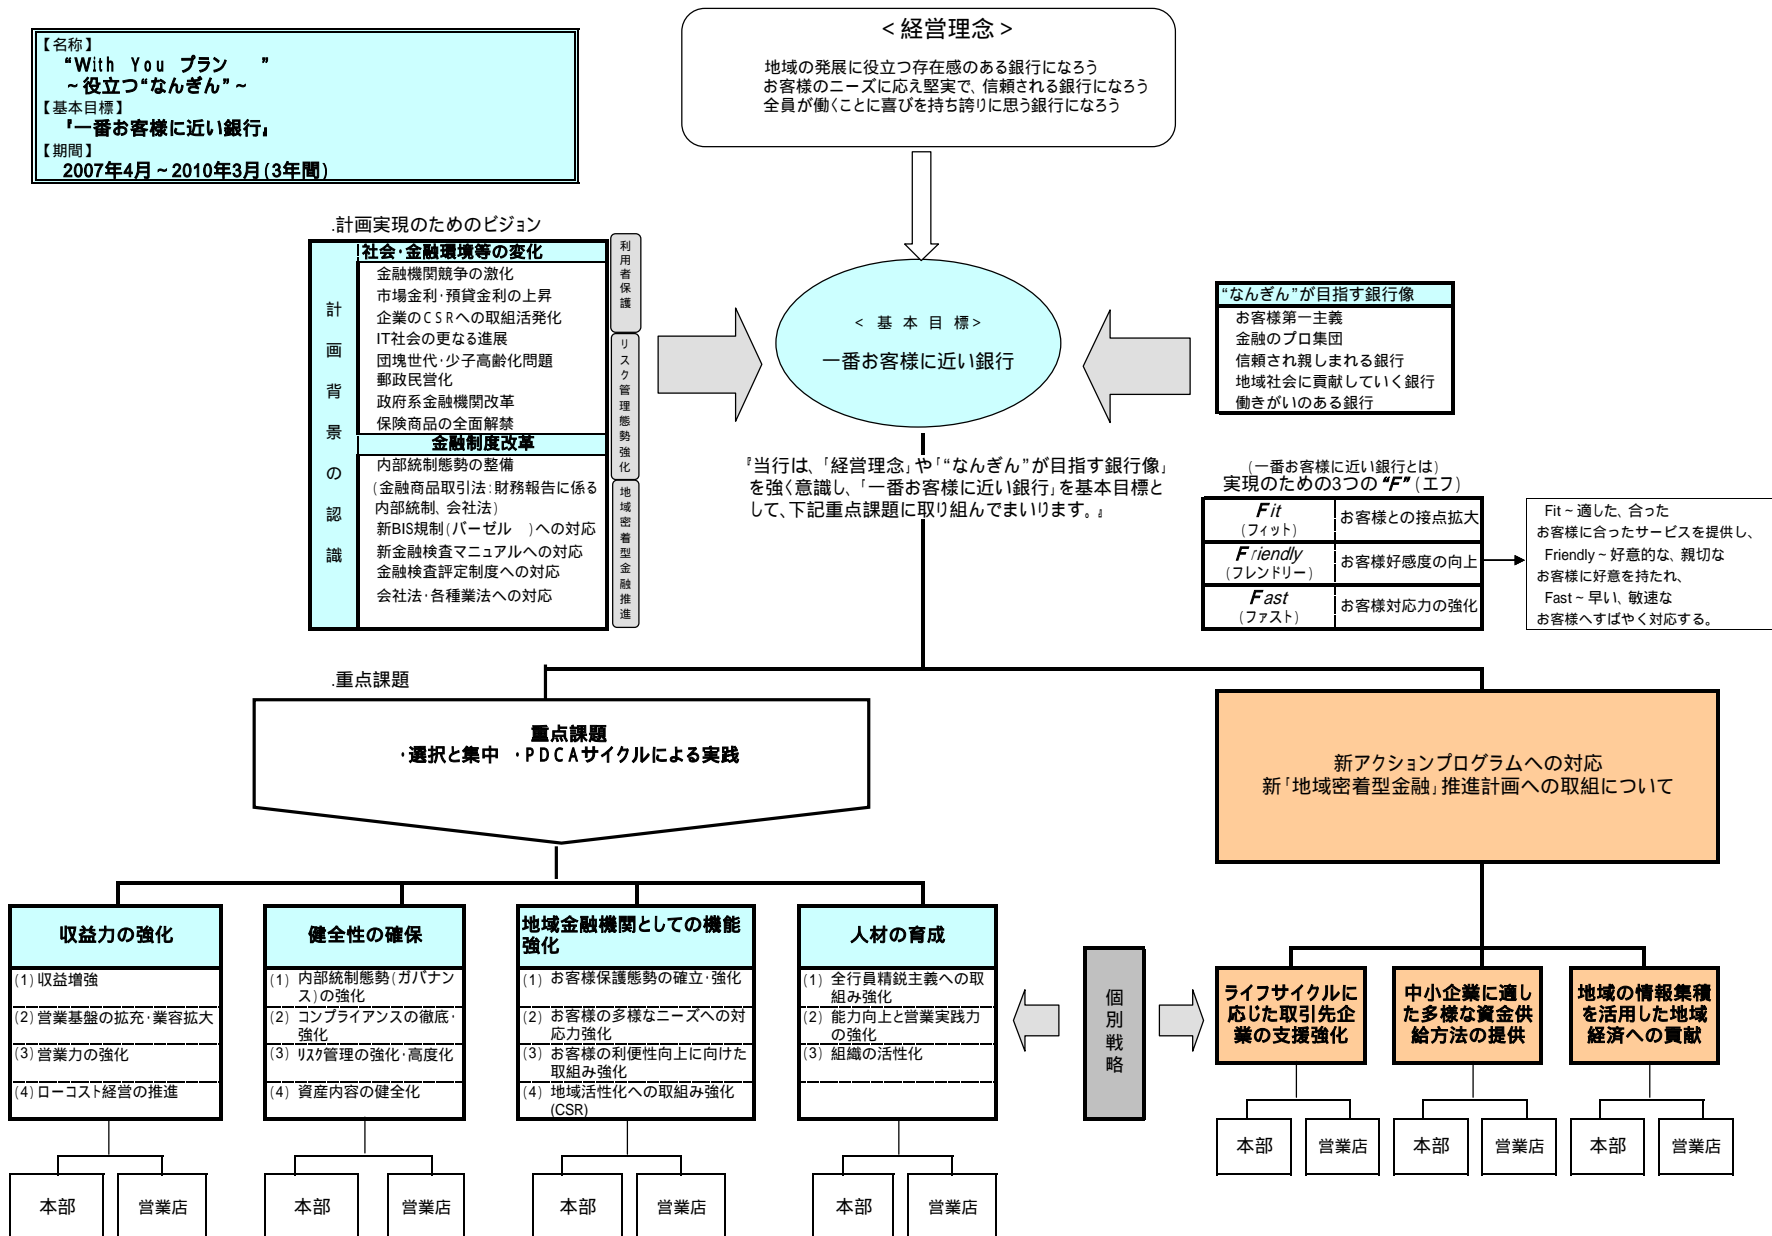 【名称】
“With You プラン ”
～役立つ“なんぎん”～
【基本目標】
『一番お客様に近い銀行』
【期間】
2007年4月～2010年3月(3年間)
＜経営理念＞
地域の発展に役立つ存在感のある銀行になろう
お客様のニーズに応え堅実で、信頼される銀行になろう
全員が働くことに喜びを持ち誇りに思う銀行になろう
.計画実現のためのビジョン
計画背景の認識
社会・金融環境等の変化
金融機関競争の激化
市場金利・預貸金利の上昇
企業のCSRへの取組活発化
IT社会の更なる進展
団塊世代・少子高齢化問題
郵政民営化
政府系金融機関改革
保険商品の全面解禁
金融制度改革
内部統制態勢の整備
(金融商品取引法：財務報告に係る
内部統制、会社法)
新BIS規制(バーゼル )への対応
新金融検査マニュアルへの対応
金融検査評定制度への対応
会社法・各種業法への対応
利用者保護
リスク管理態勢強化
地域密着型金融推進
＜基本目標＞
一番お客様に近い銀行
“なんぎん”が目指す銀行像
お客様第一主義
金融のプロ集団
信頼され親しまれる銀行
地域社会に貢献していく銀行
働きがいのある銀行
『当行は、「経営理念」や「“なんぎん”が目指す銀行像」
を強く意識し、「一番お客様に近い銀行」を基本目標と
して、下記重点課題に取り組んでまいります。』
(一番お客様に近い銀行とは)
実現のための3つの“F”(エフ)
Fit
(フィット)
お客様との接点拡大
Friendly
(フレンドリー)
お客様好感度の向上
Fast
(ファスト)
お客様対応力の強化
Fit～適した、合った
お客様に合ったサービスを提供し、
Friendly～好意的な、親切な
お客様に好意を持たれ、
Fast～早い、敏速な
お客様へすばやく対応する。
.重点課題
重点課題
・選択と集中 ・PDCAサイクルによる実践
新アクションプログラムへの対応
新「地域密着型金融」推進計画への取組について
収益力の強化
(1)収益増強
(2)営業基盤の拡充・業容拡大
(3)営業力の強化
(4)ローコスト経営の推進
本部
営業店
健全性の確保
(1) 内部統制態勢(ガバナン
ス)の強化
(2) コンプライアンスの徹底・
強化
(3) リスク管理の強化・高度化
(4) 資産内容の健全化
本部
営業店
地域金融機関としての機能
強化
(1) お客様保護態勢の確立・強化
(2) お客様の多様なニーズへの対
応力強化
(3) お客様の利便性向上に向けた
取組み強化
(4) 地域活性化への取組み強化
(CSR)
本部
営業店
人材の育成
(1) 全行員精鋭主義への取
組み強化
(2) 能力向上と営業実践力
の強化
(3) 組織の活性化
本部
営業店
個別戦略
ライフサイクルに
応じた取引先企
業の支援強化
本部
営業店
中小企業に適し
た多様な資金供
給方法の提供
本部
営業店
地域の情報集積
を活用した地域
経済への貢献
本部
営業店